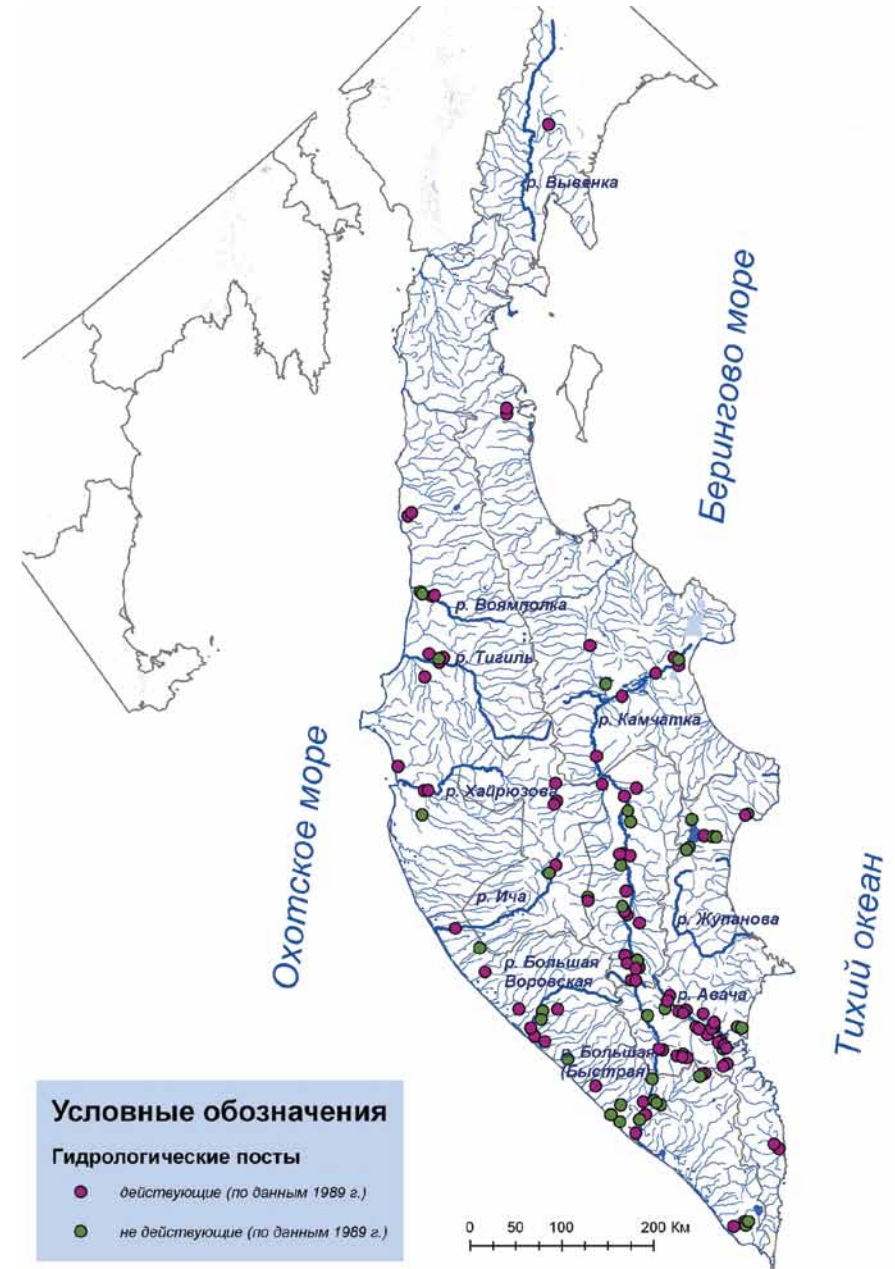 р. Вывенка
Берингово море
р. Воямполка
р. Тигиль
р. Камчатка
Охотское море
р. Хайрюзова
р. Ича
р. Жупанова
Тихий океан
р. Большая
Воровская
р. Авача
р. Большая
(Быстрая)
Условные обозначения
Гидрологические посты
действующие (по данным 1989 г.)
не действующие (по данным 1989 г.)
0 50 100 200 Км